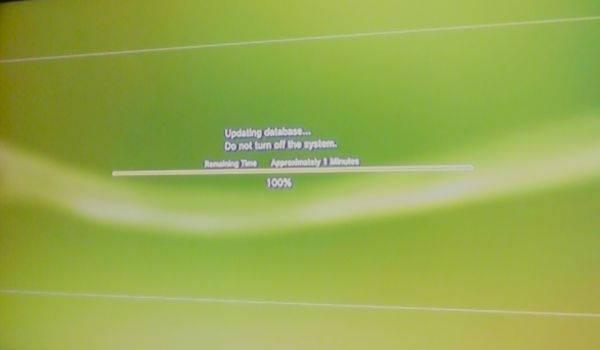 Updating database...
Do not turn off the system.
Remaining Time Approximately 1 Minutes
100%